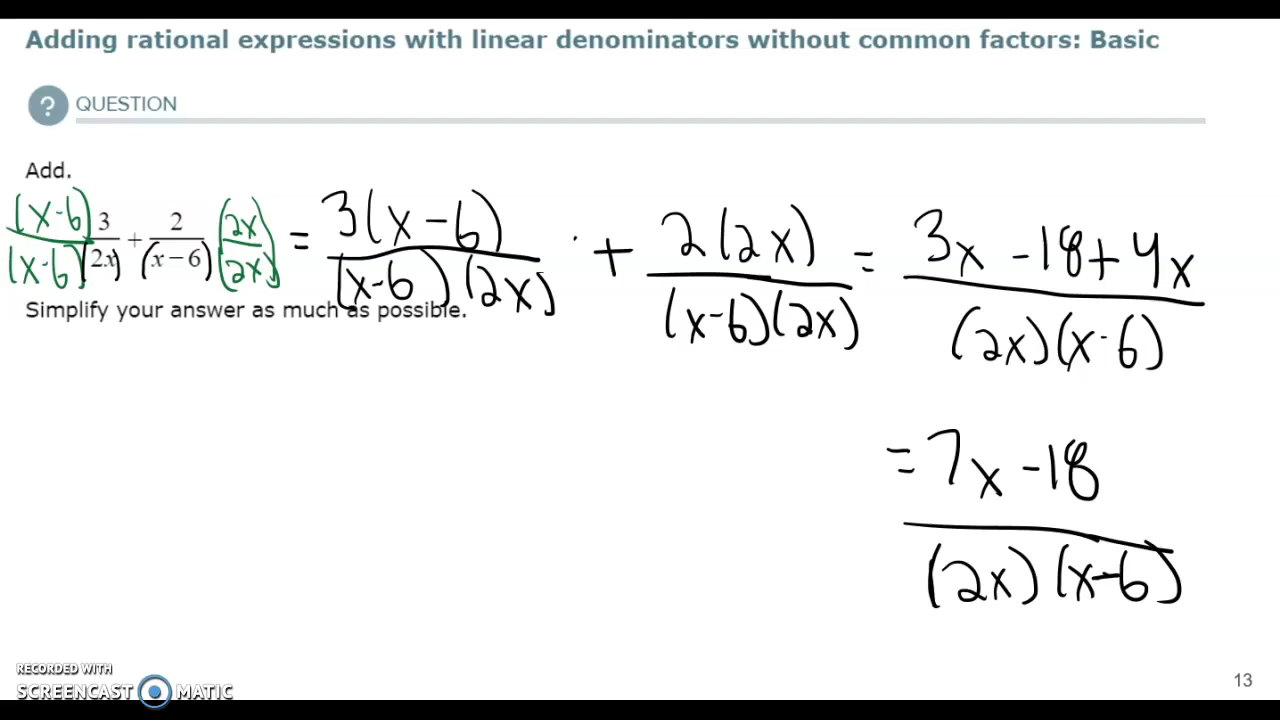 Adding rational expressions with linear denominators without common factors: Basic
? QUESTION
Add.
(x-6)/(x-6) 3/(2x) + 2/(x-6) (2x/2x) = 3(x-6)/(x-6)(2x) + 2(2x)/(x-6)(2x) = 3x-18+4x/(2x)(x-6)
Simplify your answer as much as possible.
= 7x-18/(2x)(x-6)
RECORDED WITH
SCREENCAST MATIC
13